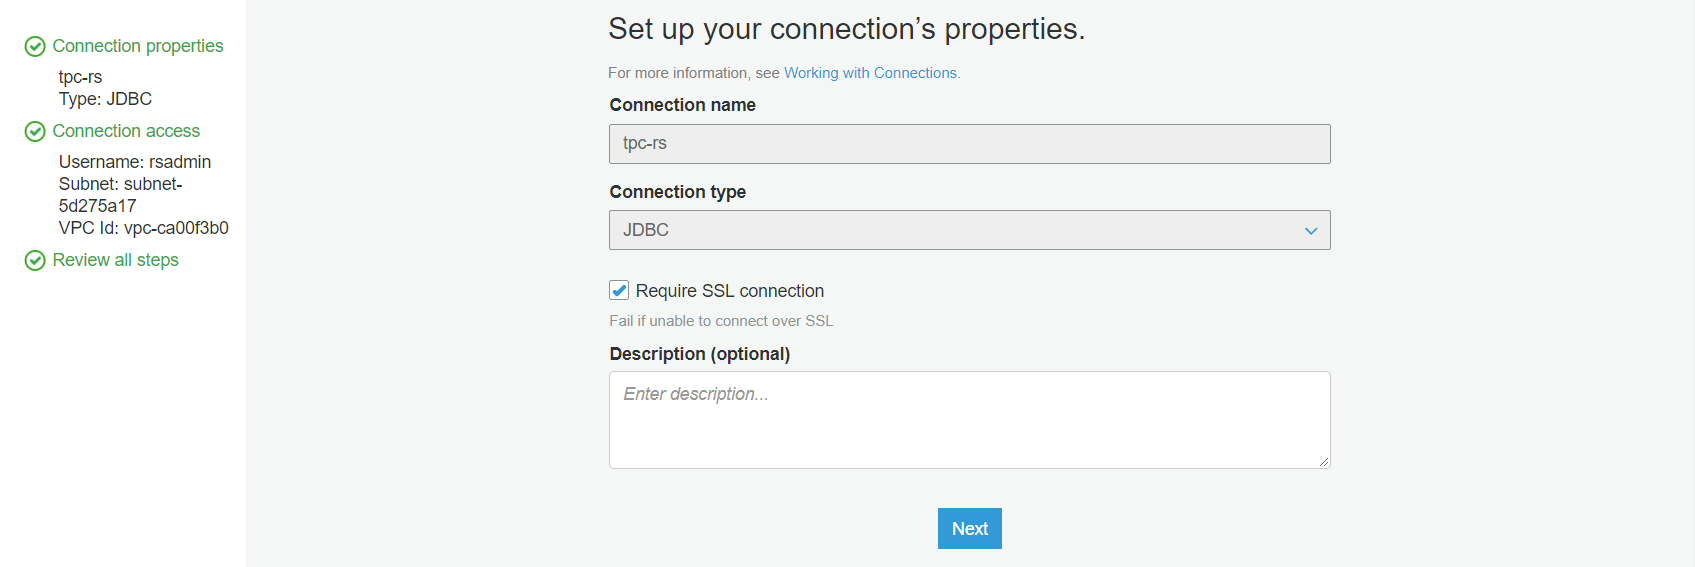 Connection properties
tpc-rs
Type: JDBC
Connection access
Username: rsadmin
Subnet: subnet-
5d275a17
VPC Id: vpc-ca00f3b0
Review all steps
Set up your connection’s properties.
For more information, see Working with Connections.
Connection name
tpc-rs
Connection type
JDBC
Require SSL connection
Fail if unable to connect over SSL
Description (optional)
Enter description...
Next